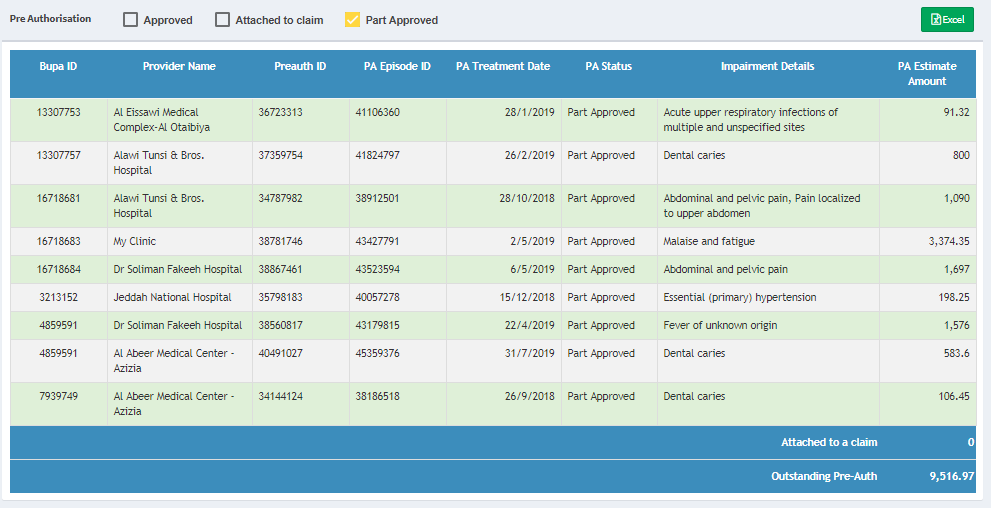 Pre Authorisation Approved Attached to claim Part Approved Excel
Bupa ID Provider Name Preauth ID PA Episode ID PA Treatment Date PA Status Impairment Details PA Estimate
Amount
13307753 Al Eissawi Medical 36723313 41106360 28/1/2019 Part Approved Acute upper respiratory infections of 91.32
Complex-Al Otaibiya multiple and unspecified sites
13307757 Alawi Tunsi & Bros. 37359754 41824797 26/2/2019 Part Approved Dental caries 800
Hospital
16718681 Alawi Tunsi & Bros. 34787982 38912501 28/10/2018 Part Approved Abdominal and pelvic pain, Pain localized 1,090
Hospital to upper abdomen
16718683 My Clinic 38781746 43427791 2/5/2019 Part Approved Malaise and fatigue 3,374.35
16718684 Dr Soliman Fakeeh Hospital 38867461 43523594 6/5/2019 Part Approved Abdominal and pelvic pain 1,697
3213152 Jeddah National Hospital 35798183 40057278 15/12/2018 Part Approved Essential (primary) hypertension 198.25
4859591 Dr Soliman Fakeeh Hospital 38560817 43179815 22/4/2019 Part Approved Fever of unknown origin 1,576
4859591 Al Abeer Medical Center - 40491027 45359376 31/7/2019 Part Approved Dental caries 583.6
Azizia
7939749 Al Abeer Medical Center - 34144124 38186518 26/9/2018 Part Approved Dental caries 106.45
Azizia
Attached to a claim 0
Outstanding Pre-Auth 9,516.97